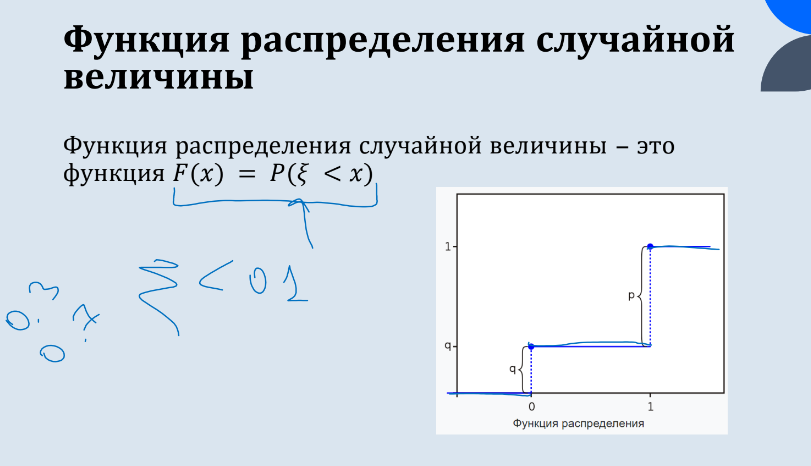 Функция распределения случайной
величины
Функция распределения случайной величины – это
функция F(x) = P(ξ < x)
ξ < 0 1
0.3
0.7
1
p
q
q
0
1
Функция распределения